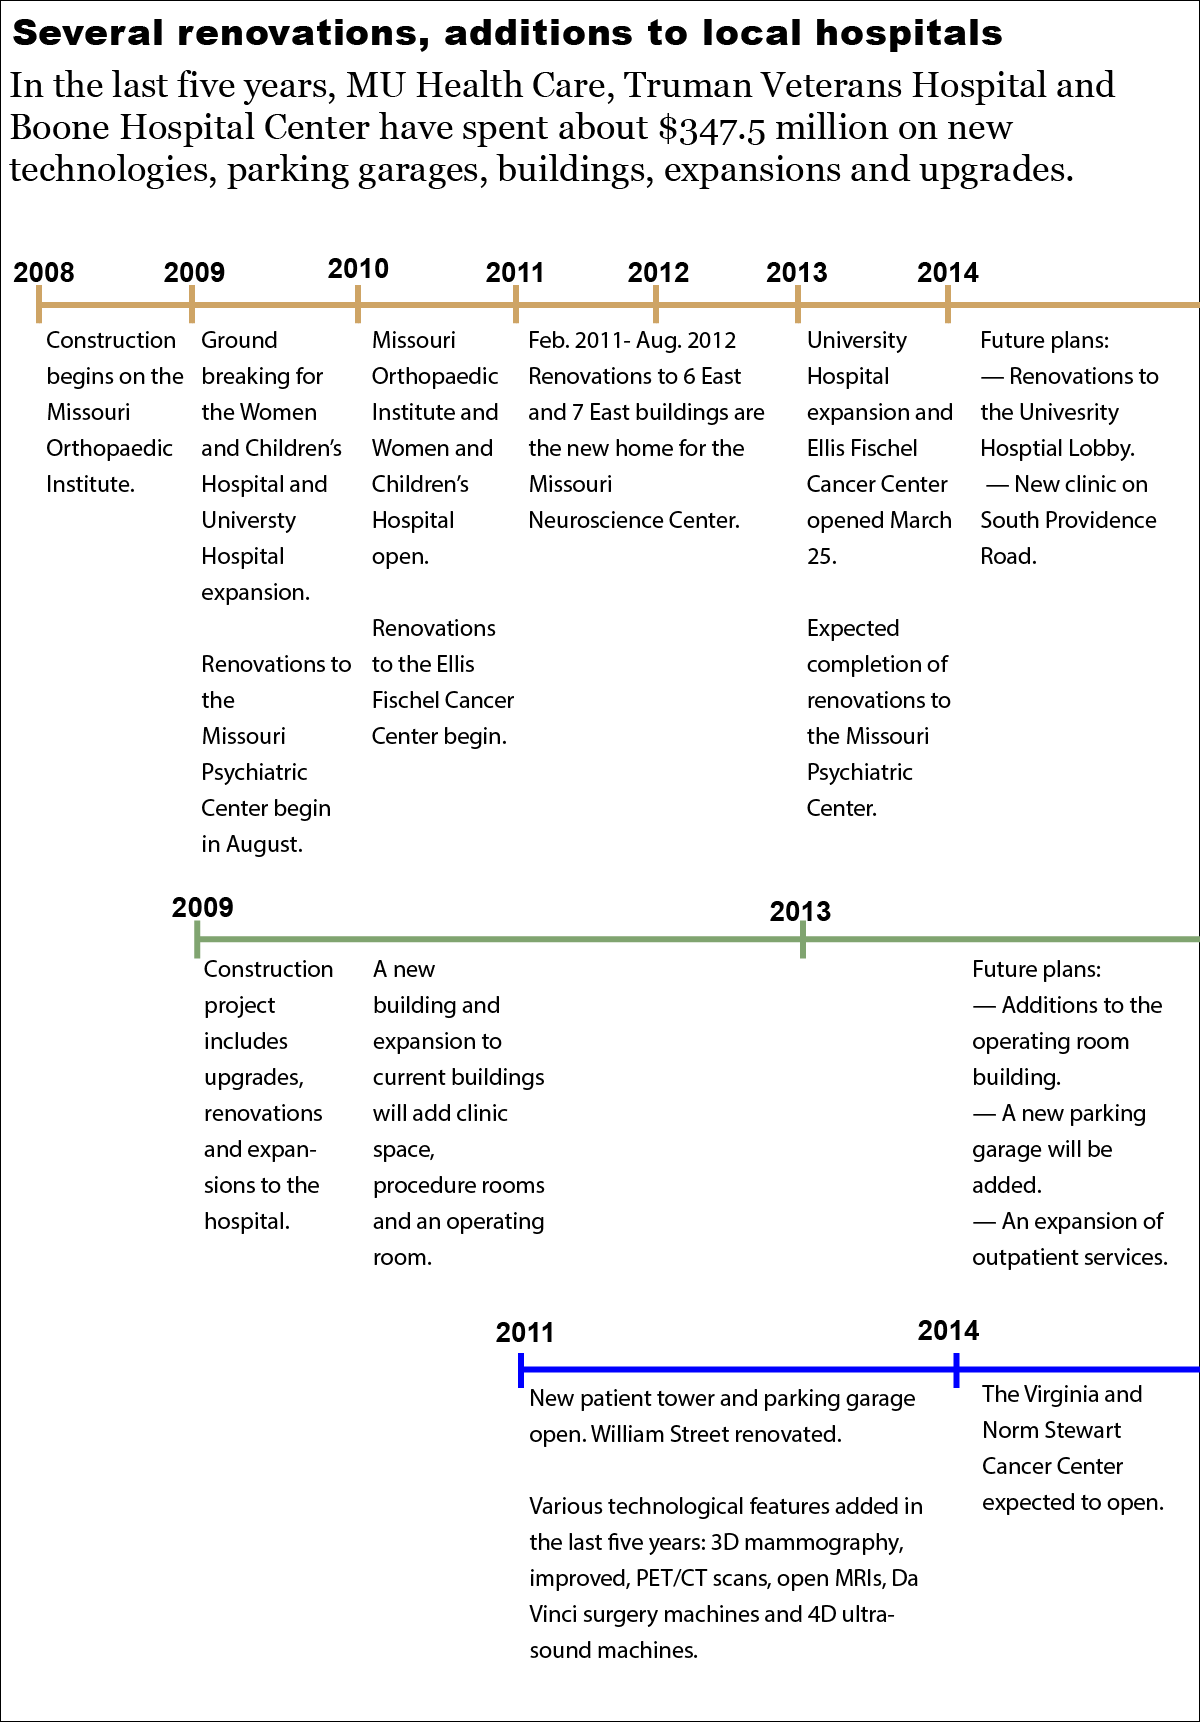 Several renovations, additions to local hospitals
In the last five years, MU Health Care, Truman Veterans Hospital and
Boone Hospital Center have spent about $347.5 million on new
technologies, parking garages, buildings, expansions and upgrades.
2008
2009
2010
2011
2012
2013
2014
Construction
begins on the
Missouri
Orthopaedic
Institute.
Ground
breaking for
the Women
and Children’s
Hospital and
Universty
Hospital
expansion.
Renovations to
the
Missouri
Psychiatric
Center begin
in August.
Missouri
Orthopaedic
Institute and
Women and
Children’s
Hospital
open.
Renovations
to the Ellis
Fischel Cancer
Center begin.
Feb. 2011- Aug. 2012
Renovations to 6 East
and 7 East buildings are
the new home for the
Missouri
Neuroscience Center.
University
Hospital
expansion and
Ellis Fischel
Cancer Center
opened March
25.
Expected
completion of
renovations to
the Missouri
Psychiatric
Center.
Future plans:
— Renovations to
the Univesrity
Hosptial Lobby.
— New clinic on
South Providence
Road.
2009
2013
Construction
project
includes
upgrades,
renovations
and expan-
sions to the
hospital.
A new
building and
expansion to
current buildings
will add clinic
space,
procedure rooms
and an operating
room.
Future plans:
— Additions to the
operating room
building.
— A new parking
garage will be
added.
— An expansion of
outpatient services.
2011
2014
New patient tower and parking garage
open. William Street renovated.
Various technological features added in
the last five years: 3D mammography,
improved, PET/CT scans, open MRIs, Da
Vinci surgery machines and 4D ultra-
sound machines.
The Virginia and
Norm Stewart
Cancer Center
expected to open.